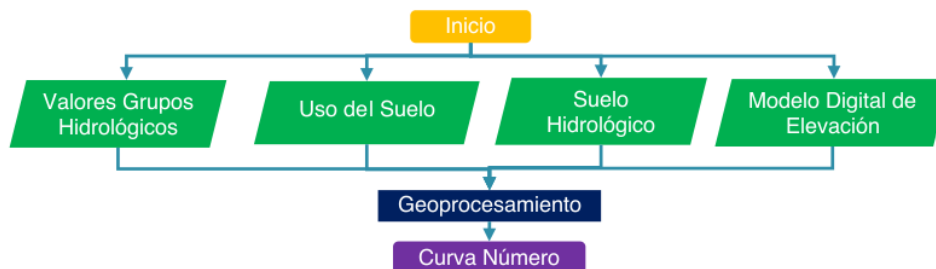 Inicio
Valores Grupos
Hidrológicos
Uso del Suelo
Suelo
Hidrológico
Modelo Digital de
Elevación
Geoprocesamiento
Curva Número